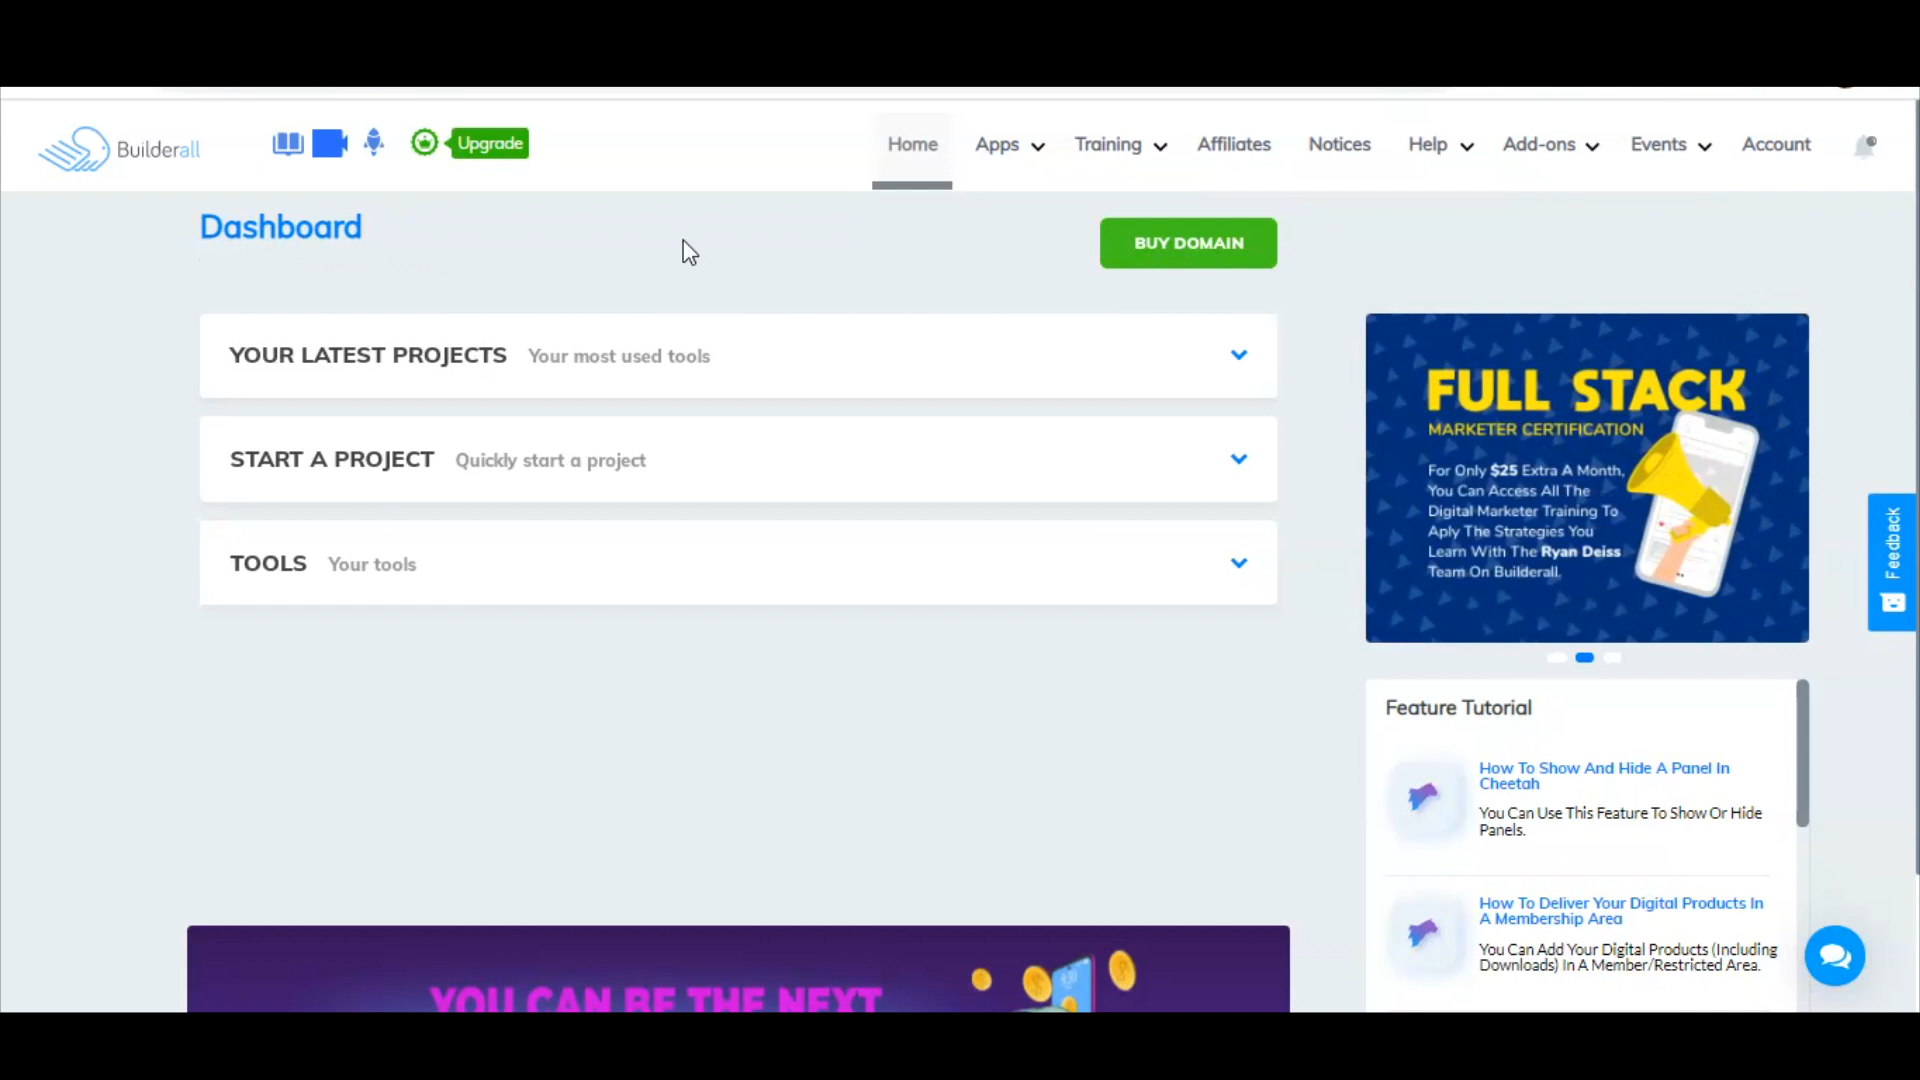 Builderall
Upgrade
Home Apps Training Affiliates Notices Help Add-ons Events Account
Dashboard
BUY DOMAIN
YOUR LATEST PROJECTS Your most used tools
START A PROJECT Quickly start a project
TOOLS Your tools
FULL STACK
MARKETER CERTIFICATION
For Only $25 Extra A Month,
You Can Access All The
Digital Marketer Training To
Aply The Strategies You
Learn With The Ryan Deiss
Team On Builderall.
Feedback
Feature Tutorial
How To Show And Hide A Panel In
Cheetah
You Can Use This Feature To Show Or Hide
Panels.
How To Deliver Your Digital Products In
A Membership Area
You Can Add Your Digital Products (Including
Downloads) In A Member/Restricted Area.
YOU CAN BE THE NEXT